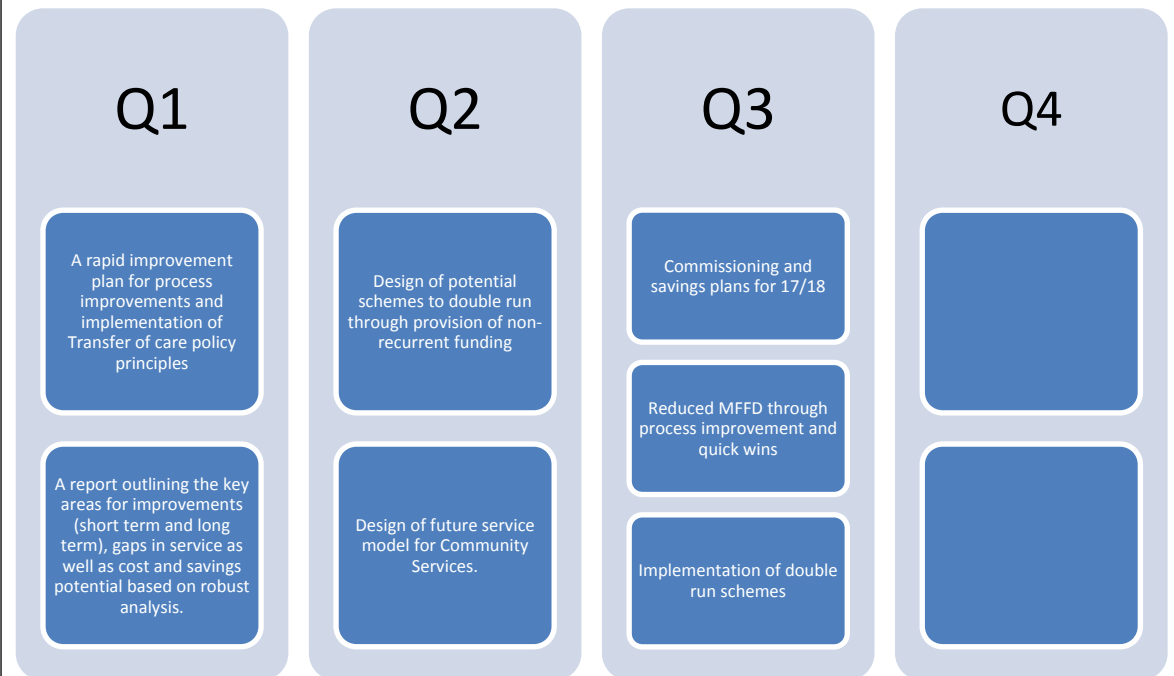 Q1
A rapid improvement
plan for process
improvements and
implementation of
Transfer of care policy
principles
A report outlining the key
areas for improvements
(short term and long
term), gaps in service as
well as cost and savings
potential based on robust
analysis.
Q2
Design of potential
schemes to double run
through provision of non-
recurrent funding
Design of future service
model for Community
Services.
Q3
Commissioning and
savings plans for 17/18
Reduced MFFD through
process improvement and
quick wins
Implementation of double
run schemes
Q4